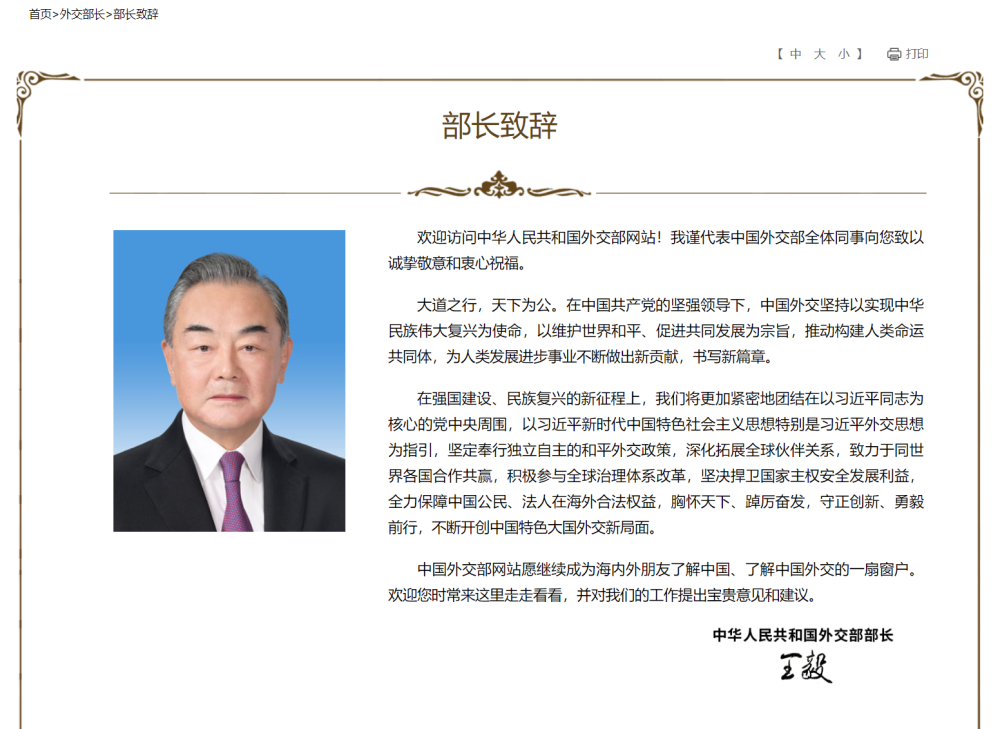 首页>外交部长>部长致辞
【 中 大 小 】 打印
部长致辞
欢迎访问中华人民共和国外交部网站！我谨代表中国外交部全体同事向您致以
诚挚敬意和衷心祝福。
大道之行，天下为公。在中国共产党的坚强领导下，中国外交坚持以实现中华
民族伟大复兴为使命，以维护世界和平、促进共同发展为宗旨，推动构建人类命运
共同体，为人类发展进步事业不断做出新贡献，书写新篇章。
在强国建设、民族复兴的新征程上，我们将更加紧密地团结在以习近平同志为
核心的党中央周围，以习近平新时代中国特色社会主义思想特别是习近平外交思想
为指引，坚定奉行独立自主的和平外交政策，深化拓展全球伙伴关系，致力于同世
界各国合作共赢，积极参与全球治理体系改革，坚决捍卫国家主权安全发展利益，
全力保障中国公民、法人在海外合法权益，胸怀天下、踔厉奋发，守正创新、勇毅
前行，不断开创中国特色大国外交新局面。
中国外交部网站愿继续成为海内外朋友了解中国、了解中国外交的一扇窗户。
欢迎您时常来这里走走看看，并对我们的工作提出宝贵意见和建议。
中华人民共和国外交部部长
王毅